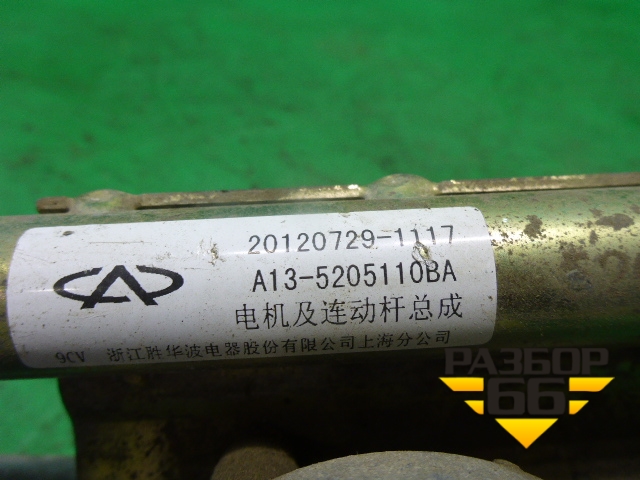 20120729-1117
A13-5205110BA
电机及连动杆总成
9CV 浙江胜华波电器股份有限公司上海分公司
РАЗБОР
66